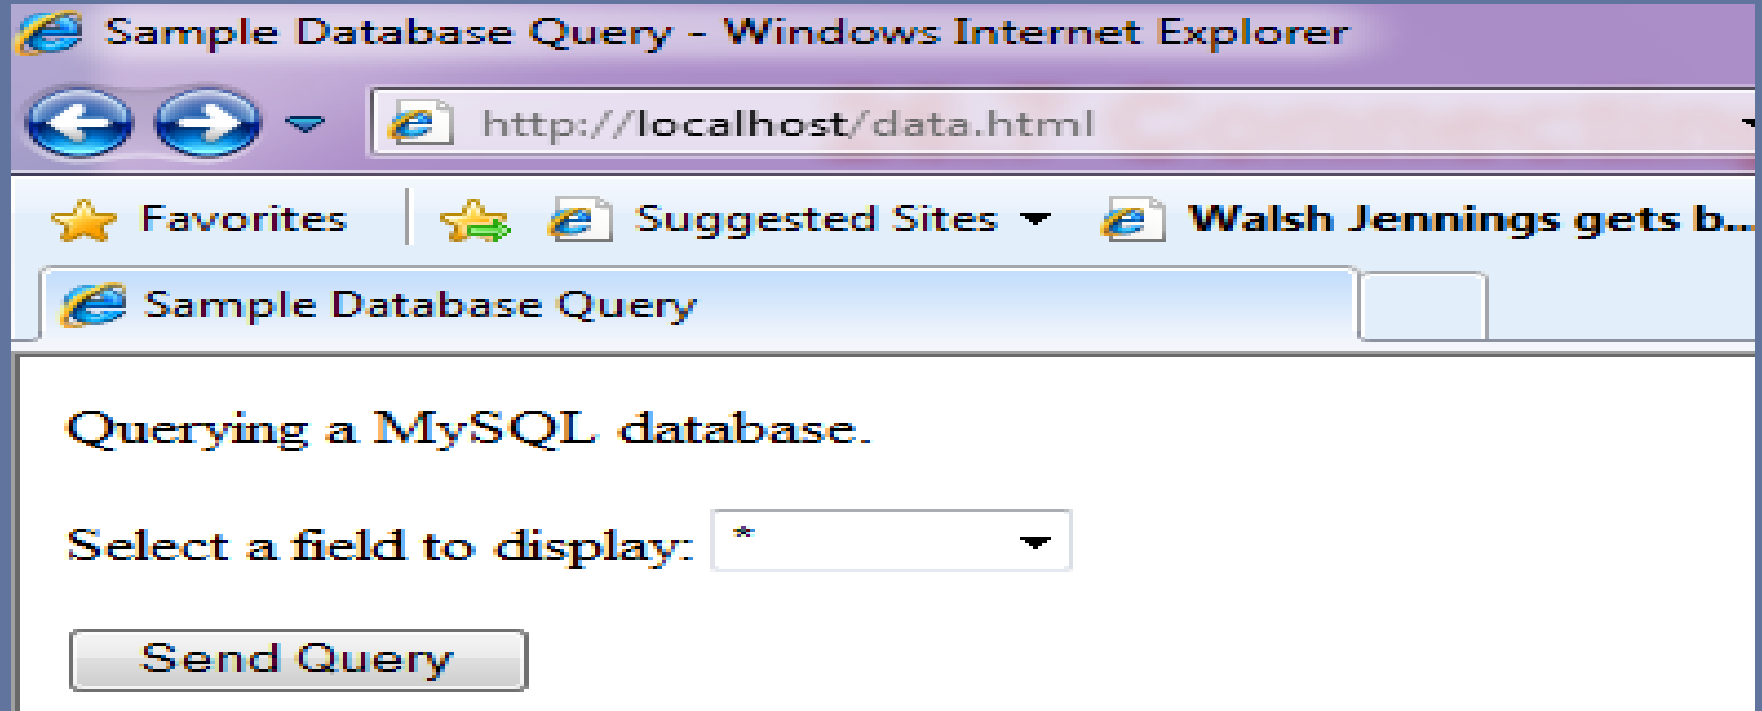 Sample Database Query - Windows Internet Explorer
http://localhost/data.html
Favorites Suggested Sites Walsh Jennings gets b...
Sample Database Query
Querying a MySQL database.
Select a field to display: *
Send Query